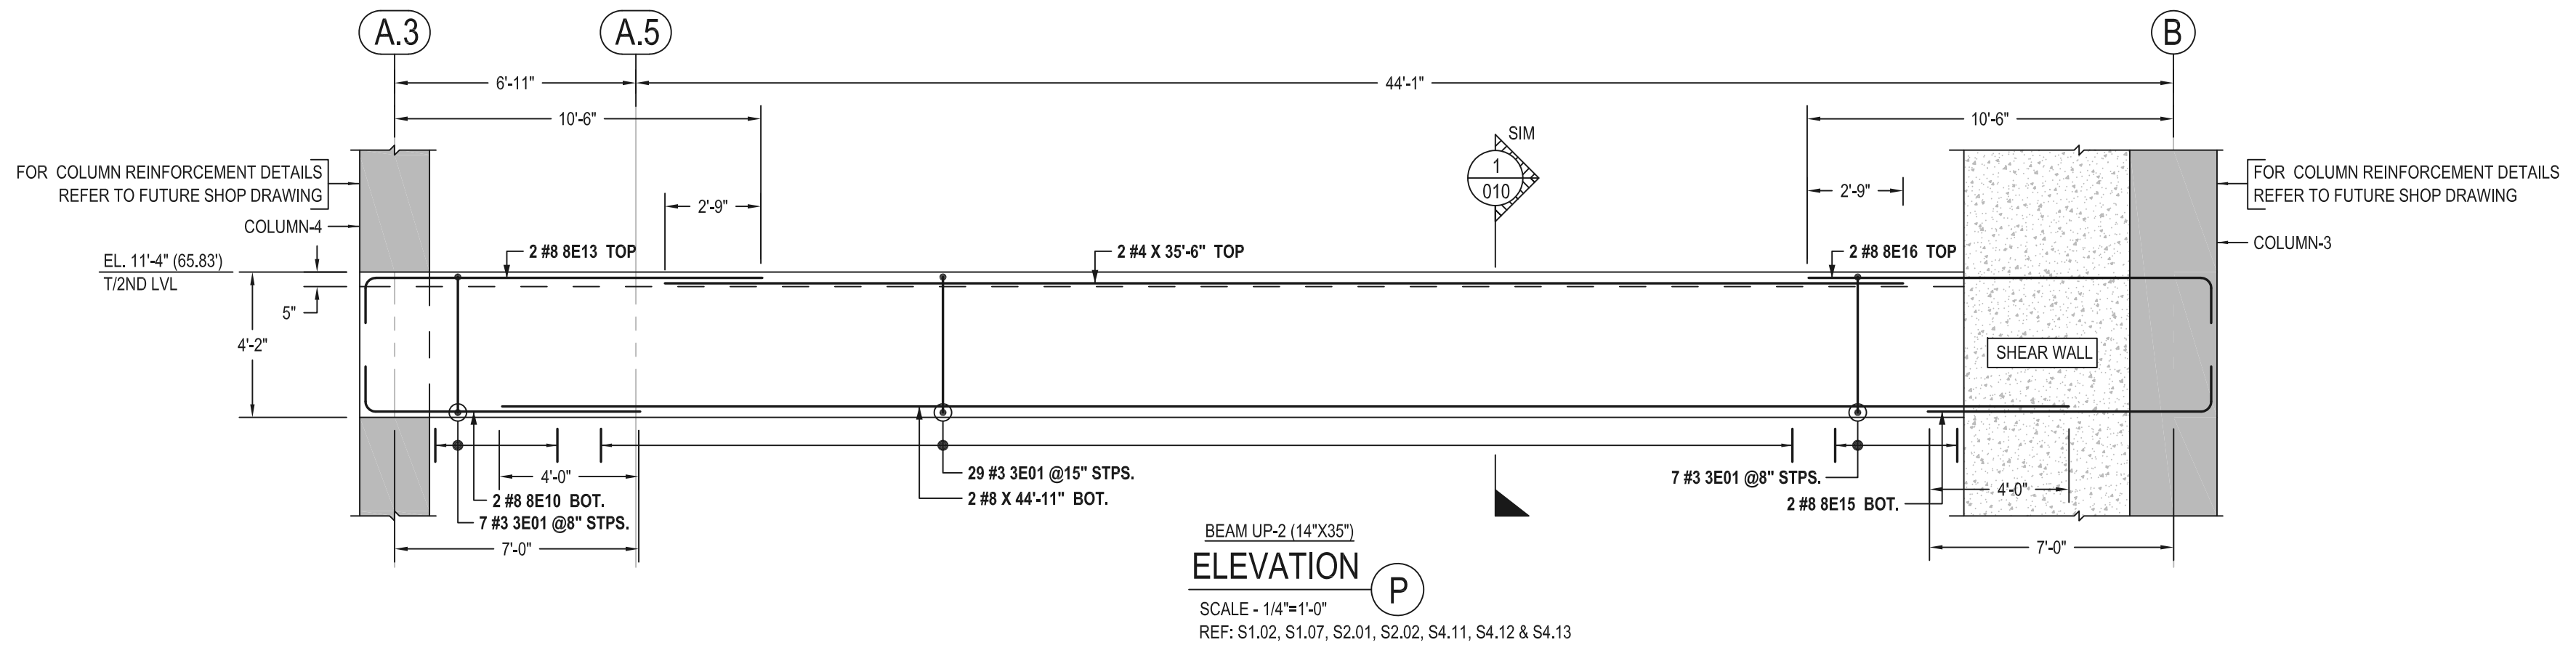 A.3
A.5
B
6'-11"
44'-1"
10'-6"
10'-6"
SIM
1
010
FOR COLUMN REINFORCEMENT DETAILS
REFER TO FUTURE SHOP DRAWING
FOR COLUMN REINFORCEMENT DETAILS
REFER TO FUTURE SHOP DRAWING
2'-9"
2'-9"
COLUMN-4
COLUMN-3
2 #8 8E13 TOP
2 #4 X 35'-6" TOP
2 #8 8E16 TOP
EL. 11'-4" (65.83')
T/2ND LVL
5"
4'-2"
SHEAR WALL
4'-0"
29 #3 3E01 @15" STPS.
7 #3 3E01 @8" STPS.
4'-0"
2 #8 8E10 BOT.
2 #8 X 44'-11" BOT.
2 #8 8E15 BOT.
7 #3 3E01 @8" STPS.
7'-0"
7'-0"
BEAM UP-2 (14"X35")
ELEVATION
P
SCALE - 1/4"=1'-0"
REF: S1.02, S1.07, S2.01, S2.02, S4.11, S4.12 & S4.13